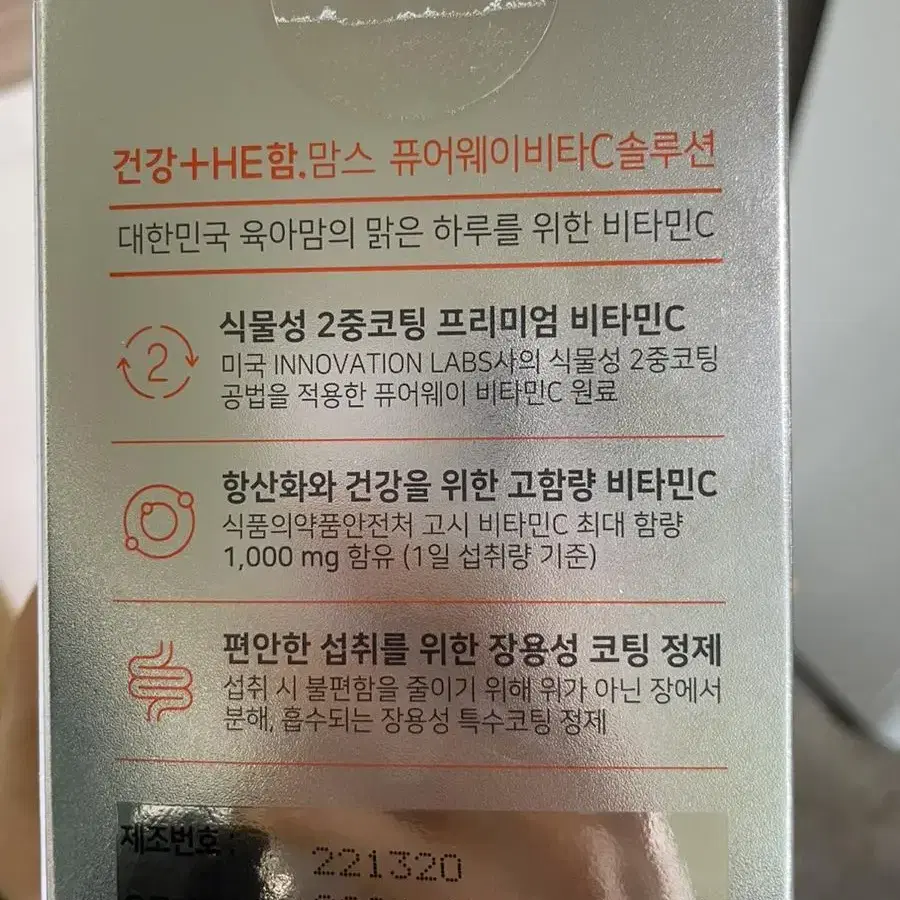 건강+HE함.맘스 퓨어웨이비타C솔루션
대한민국 육아맘의 맑은 하루를 위한 비타민C
2
식물성 2중코팅 프리미엄 비타민C
미국 INNOVATION LABS사의 식물성 2중코팅
공법을 적용한 퓨어웨이 비타민C 원료
항산화와 건강을 위한 고함량 비타민C
식품의약품안전처 고시 비타민C 최대 함량
1,000 mg 함유 (1일 섭취량 기준)
편안한 섭취를 위한 장용성 코팅 정제
섭취 시 불편함을 줄이기 위해 위가 아닌 장에서
분해, 흡수되는 장용성 특수코팅 정제
제조번호 : 221320